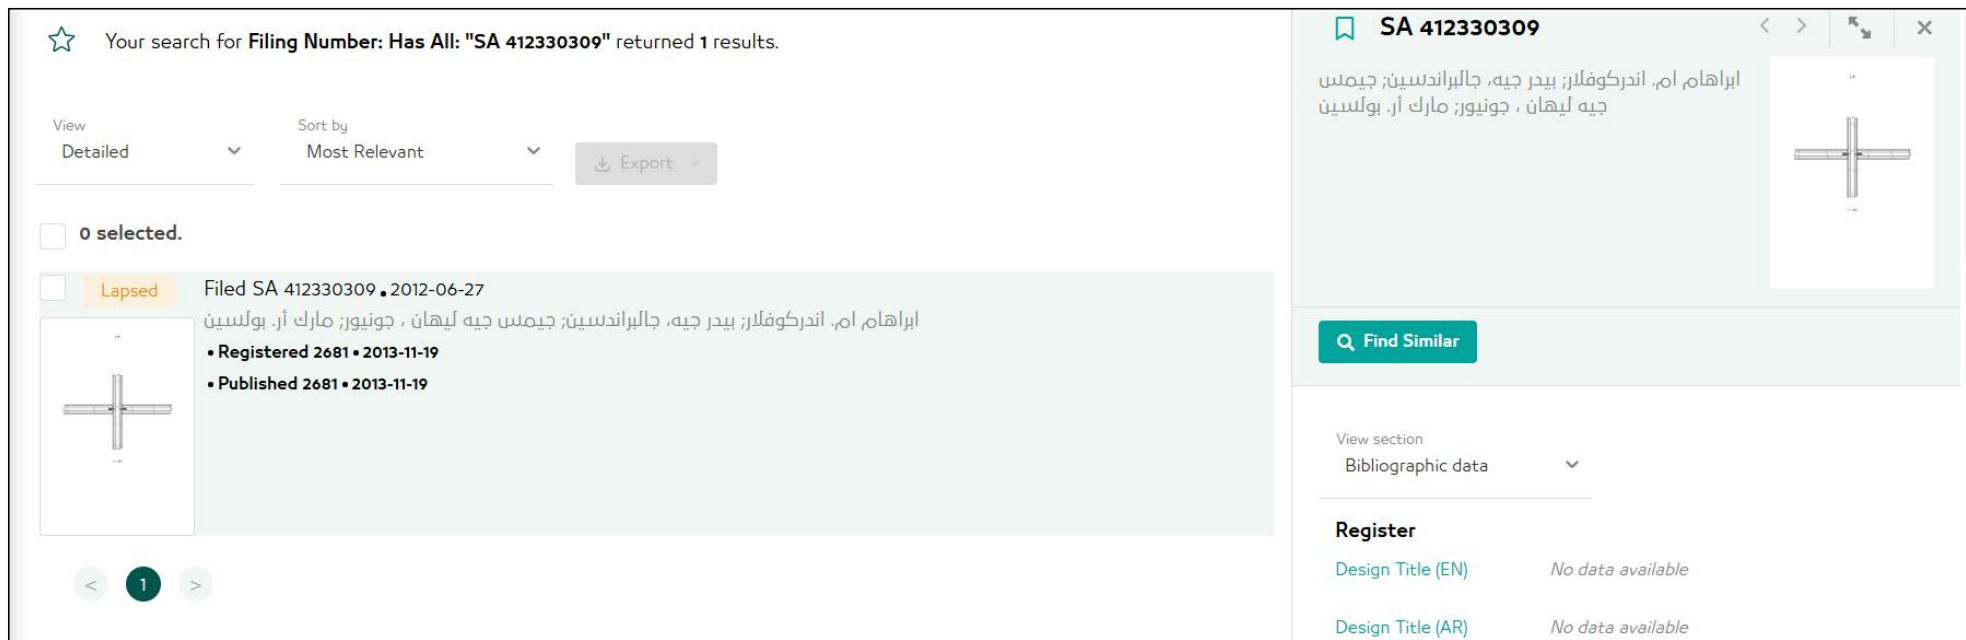 Your search for Filing Number: Has All: "SA 412330309" returned 1 results.
View
Detailed
Sort by
Most Relevant
Export
0 selected.
Lapsed
Filed SA 412330309 • 2012-06-27
ابراهام ام. اندركوفلار; بيدر جيه، جالبراندسين; جيمس جيه ليهان ، جونيور; مارك أر. بولسين
• Registered 2681 • 2013-11-19
• Published 2681 • 2013-11-19
< 1 >
SA 412330309
ابراهام ام. اندركوفلار; بيدر جيه، جالبراندسين; جيمس
جيه ليهان ، جونيور; مارك أر. بولسين
Find Similar
View section
Bibliographic data
Register
Design Title (EN) No data available
Design Title (AR) No data available